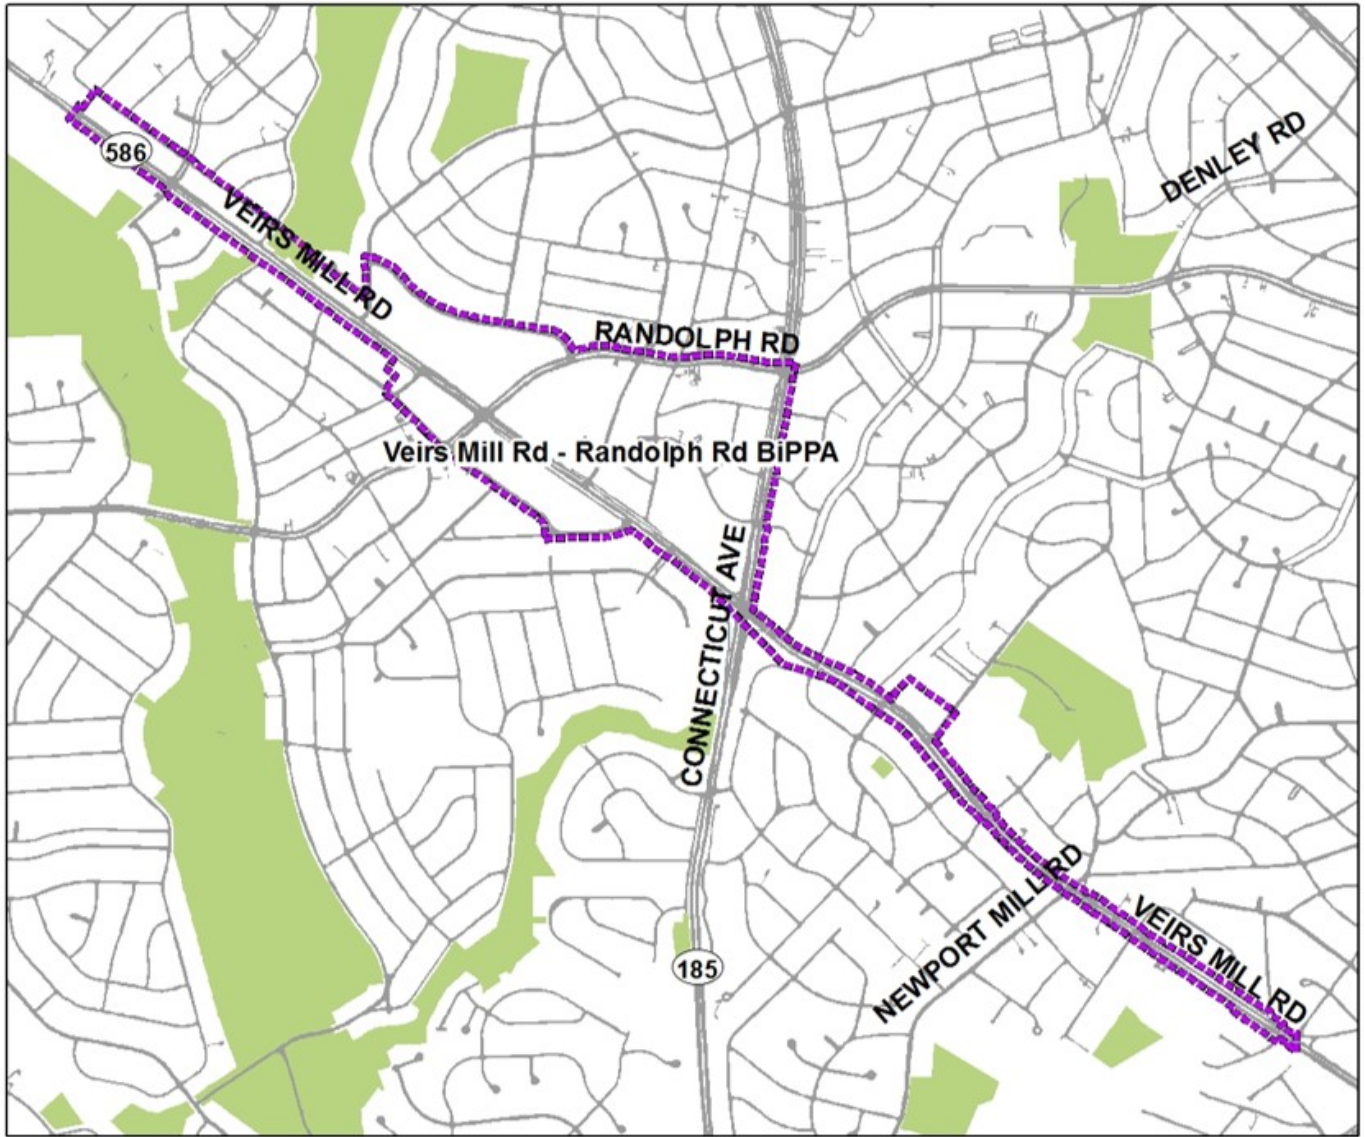 DENLEY RD
586
VEIRS MILL RD
RANDOLPH RD
Veirs Mill Rd - Randolph Rd BiPPA
CONNECTICUT AVE
NEWPORT MILL RD
VEIRS MILL RD
185